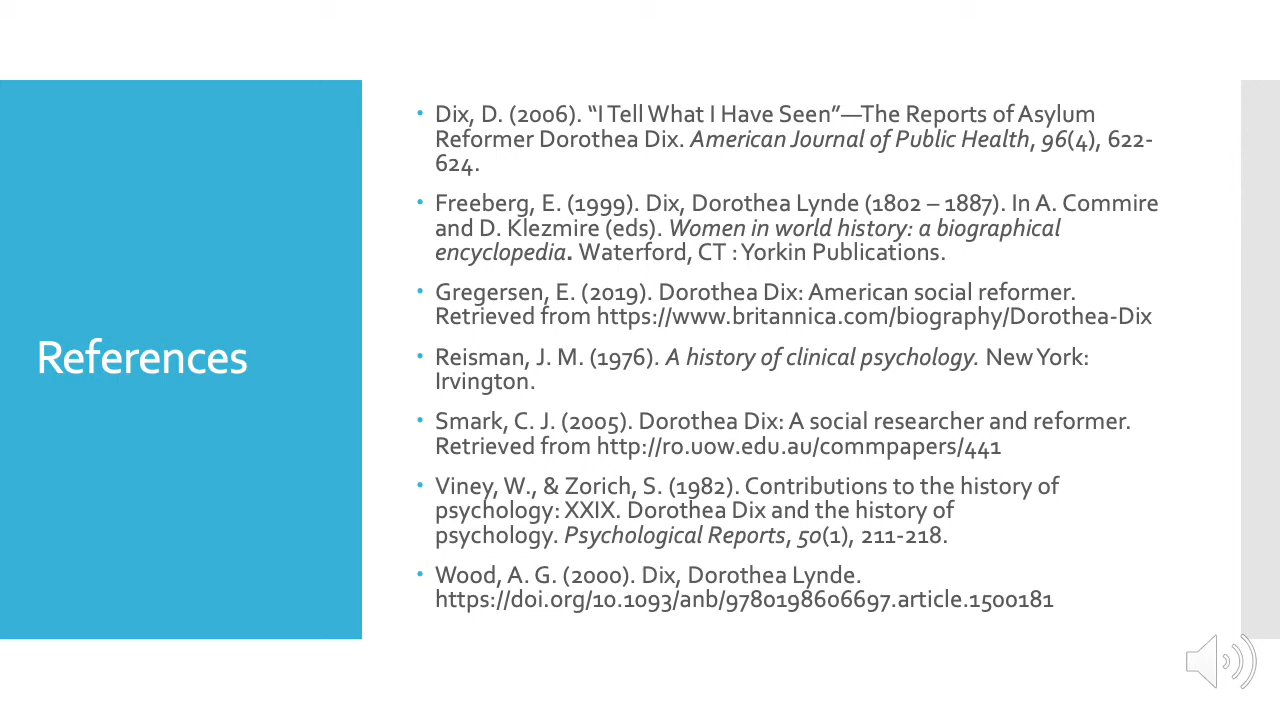 References
• Dix, D. (2006). “I Tell What I Have Seen”—The Reports of Asylum
Reformer Dorothea Dix. American Journal of Public Health, 96(4), 622-
624.
• Freeberg, E. (1999). Dix, Dorothea Lynde (1802 – 1887). In A. Commire
and D. Klezmire (eds). Women in world history: a biographical
encyclopedia. Waterford, CT : Yorkin Publications.
• Gregersen, E. (2019). Dorothea Dix: American social reformer.
Retrieved from https://www.britannica.com/biography/Dorothea-Dix
• Reisman, J. M. (1976). A history of clinical psychology. New York:
Irvington.
• Smark, C. J. (2005). Dorothea Dix: A social researcher and reformer.
Retrieved from http://ro.uow.edu.au/commpapers/441
• Viney, W., & Zorich, S. (1982). Contributions to the history of
psychology: XXIX. Dorothea Dix and the history of
psychology. Psychological Reports, 50(1), 211-218.
• Wood, A. G. (2000). Dix, Dorothea Lynde.
https://doi.org/10.1093/anb/9780198606697.article.1500181